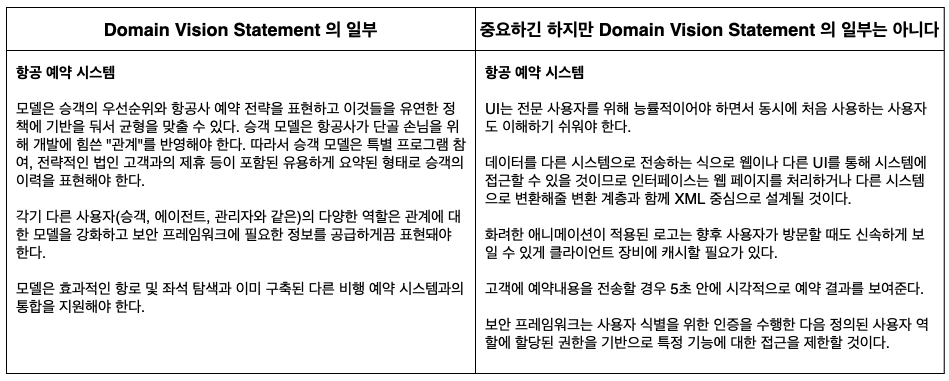 Domain Vision Statement 의 일부
항공 예약 시스템
모델은 승객의 우선순위와 항공사 예약 전략을 표현하고 이것들을 유연한 정
책에 기반을 둬서 균형을 맞출 수 있다. 승객 모델은 항공사가 단골 손님을 위
해 개발에 힘쓴 "관계"를 반영해야 한다. 따라서 승객 모델은 특별 프로그램 참
여, 전략적인 법인 고객과의 제휴 등이 포함된 유용하게 요약된 형태로 승객의
이력을 표현해야 한다.
각기 다른 사용자(승객, 에이전트, 관리자와 같은)의 다양한 역할은 관계에 대
한 모델을 강화하고 보안 프레임워크에 필요한 정보를 공급하게끔 표현돼야
한다.
모델은 효과적인 항로 및 좌석 탐색과 이미 구축된 다른 비행 예약 시스템과의
통합을 지원해야 한다.
중요하긴 하지만 Domain Vision Statement 의 일부는 아니다
항공 예약 시스템
UI는 전문 사용자를 위해 능률적이어야 하면서 동시에 처음 사용하는 사용자
도 이해하기 쉬워야 한다.
데이터를 다른 시스템으로 전송하는 식으로 웹이나 다른 UI를 통해 시스템에
접근할 수 있을 것이므로 인터페이스는 웹 페이지를 처리하거나 다른 시스템
으로 변환해줄 변환 계층과 함께 XML 중심으로 설계될 것이다.
화려한 애니메이션이 적용된 로고는 향후 사용자가 방문할 때도 신속하게 보
일 수 있게 클라이언트 장비에 캐시할 필요가 있다.
고객에 예약내용을 전송할 경우 5초 안에 시각적으로 예약 결과를 보여준다.
보안 프레임워크는 사용자 식별을 위한 인증을 수행한 다음 정의된 사용자 역
할에 할당된 권한을 기반으로 특정 기능에 대한 접근을 제한할 것이다.